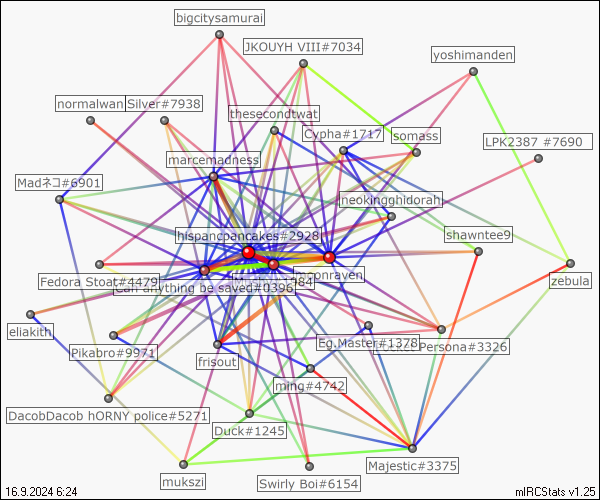 bigcitysamurai
JKOUYH VIII#7034
yoshimanden
normalwan
Silver#7938
thesecondtwat
Cypha#1717
somass
LPK2387 #7690
marcemadness
Madネコ#6901
neokingghidorah
hispancpancakes#2928
shawntee9
moonraven
Fedora Stoat#4479
Can anything be saved#0396
984
zebula
eliakith
Pikabro#9971
frisout
Eg.Master#1378
Persona#3326
ming#4742
DacobDacob hORNY police#5271
Duck#1245
Majestic#3375
mukszi
Swirly Boi#6154
16.9.2024 6:24
mIRCStats v1.25